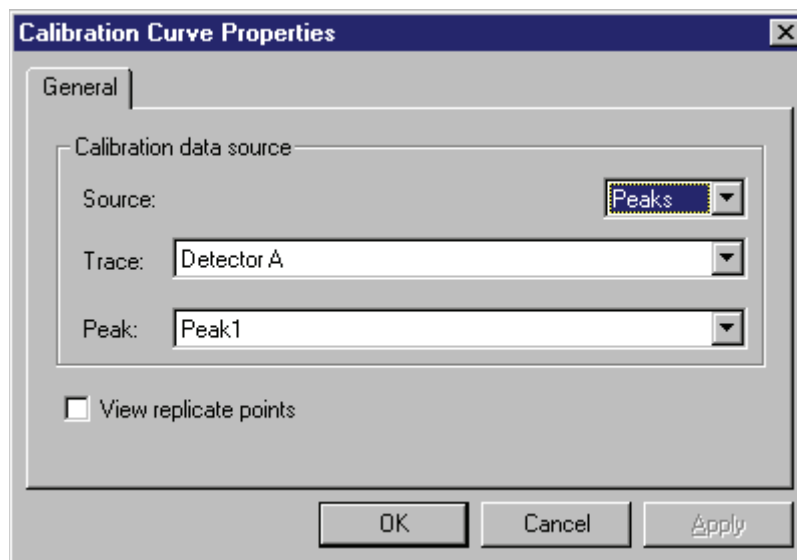 Calibration Curve Properties
General
Calibration data source
Source: Peaks
Trace: Detector A
Peak: Peak1
View replicate points
OK Cancel Apply